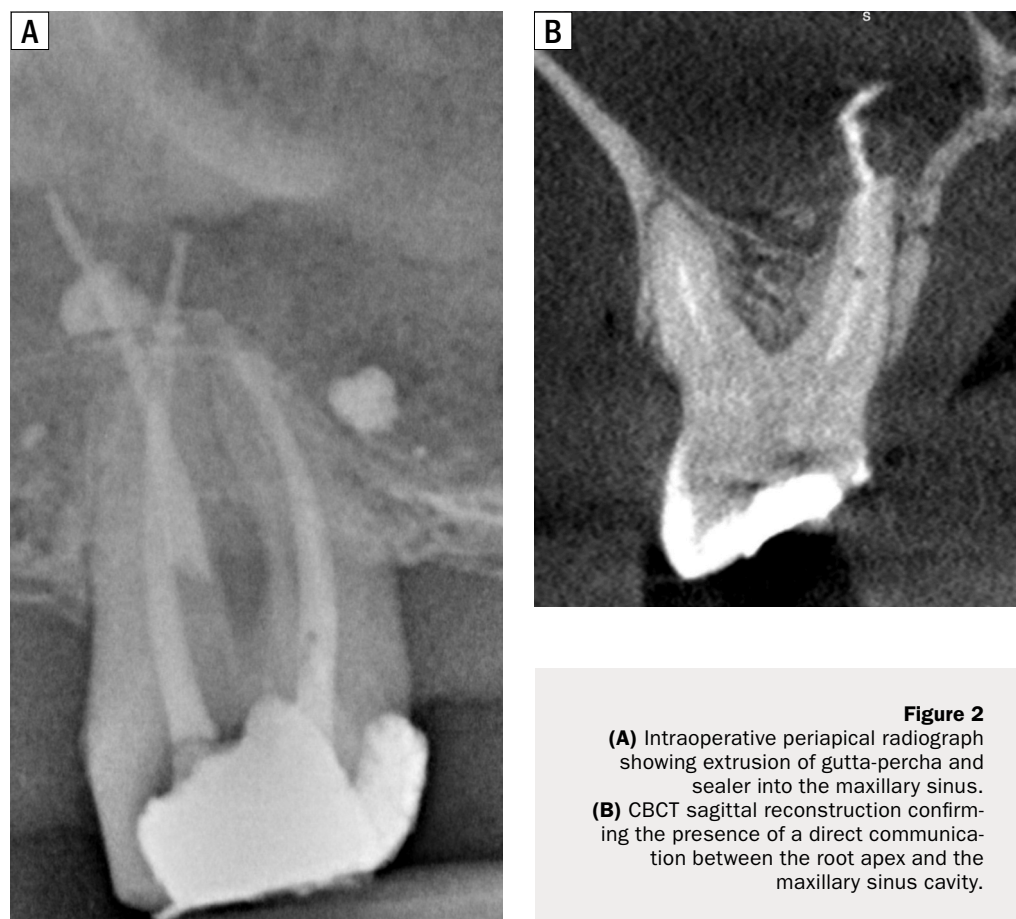 A
B
S
Figure 2
(A) Intraoperative periapical radiograph
showing extrusion of gutta-percha and
sealer into the maxillary sinus.
(B) CBCT sagittal reconstruction confirm-
ing the presence of a direct communica-
tion between the root apex and the
maxillary sinus cavity.